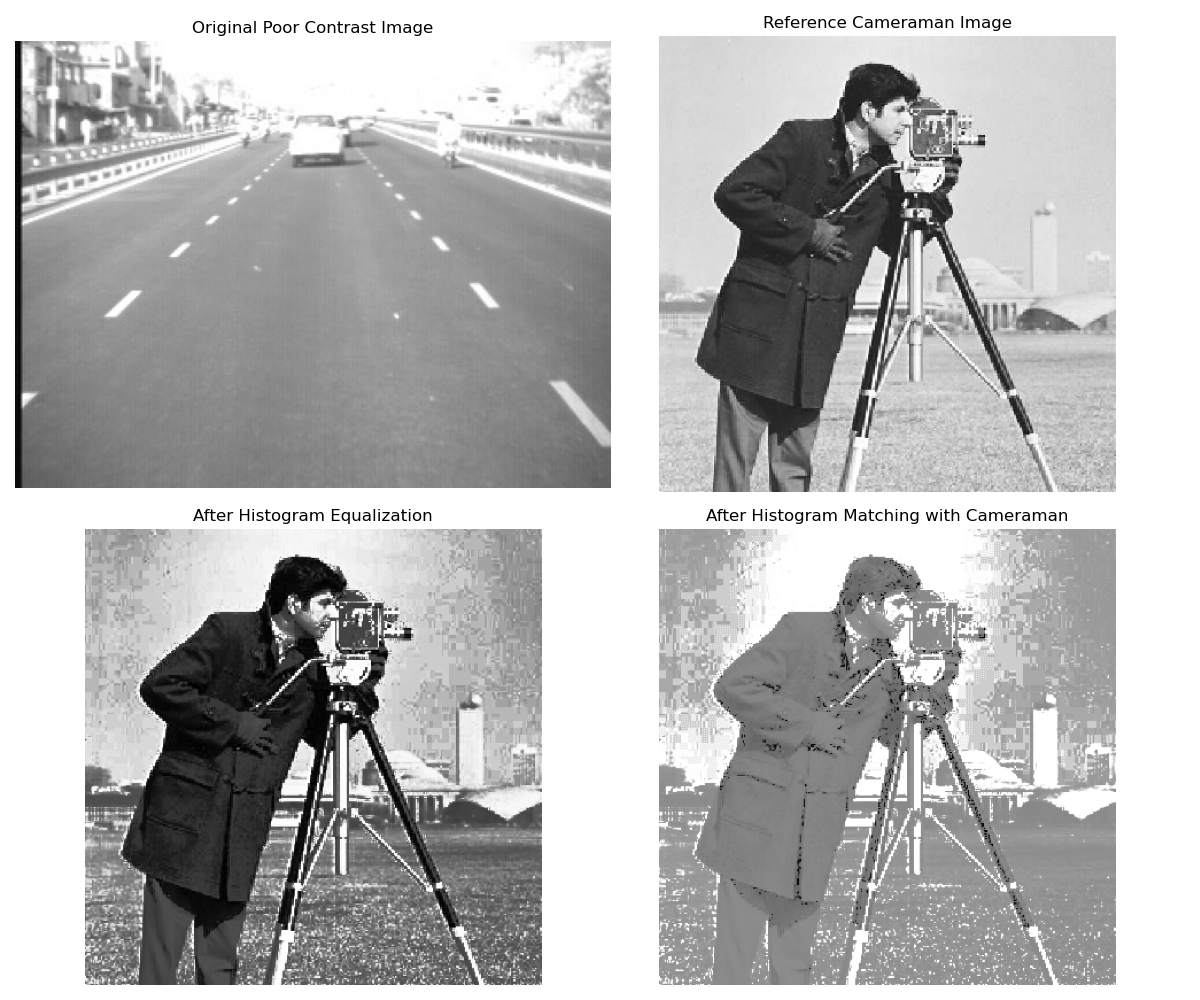 Original Poor Contrast Image
Reference Cameraman Image
After Histogram Equalization
After Histogram Matching with Cameraman